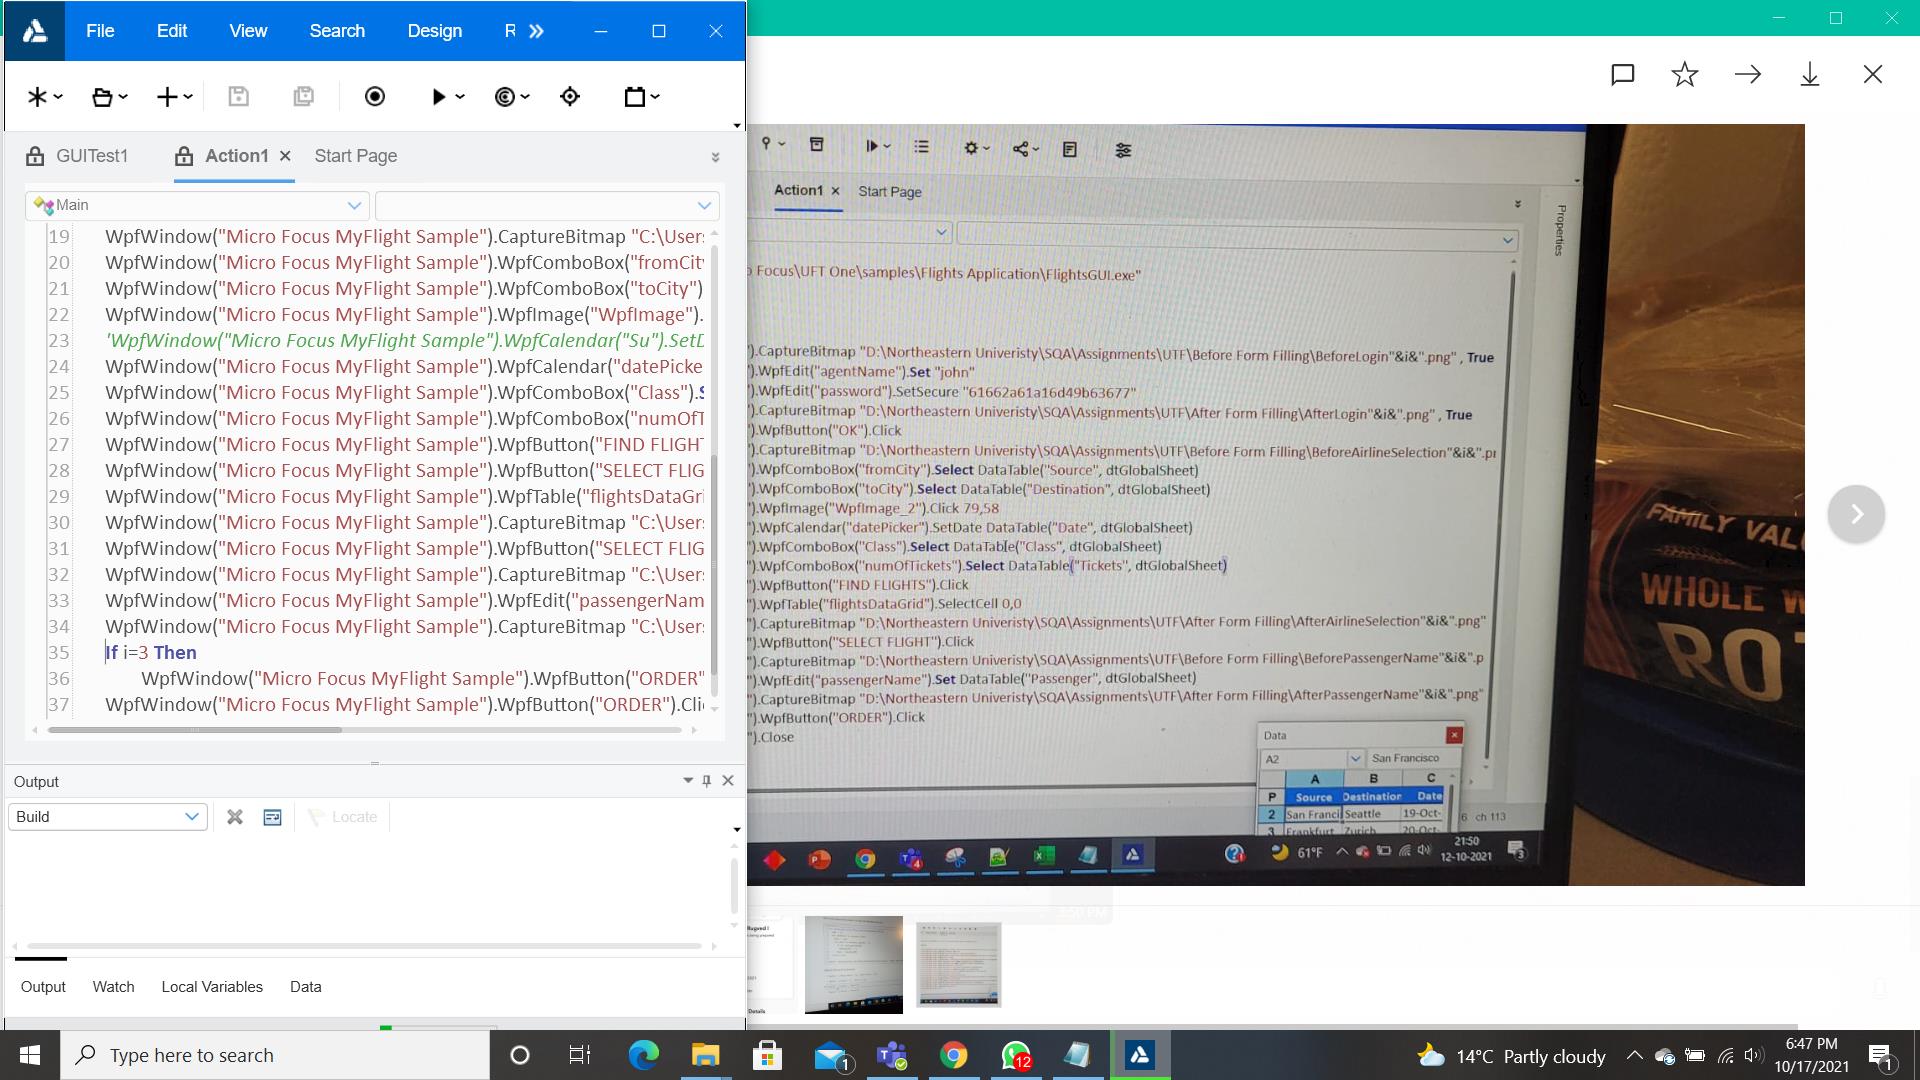 File Edit View Search Design R
GUITest1 Action1 Start Page
Main
19 WpfWindow("Micro Focus MyFlight Sample").CaptureBitmap "C:\User
20 WpfWindow("Micro Focus MyFlight Sample").WpfComboBox("fromCit
21 WpfWindow("Micro Focus MyFlight Sample").WpfComboBox("toCity")
22 WpfWindow("Micro Focus MyFlight Sample").WpfImage("WpfImage").
23 'WpfWindow("Micro Focus MyFlight Sample").WpfCalendar("Su").SetD
24 WpfWindow("Micro Focus MyFlight Sample").WpfCalendar("datePicke
25 WpfWindow("Micro Focus MyFlight Sample").WpfComboBox("Class").S
26 WpfWindow("Micro Focus MyFlight Sample").WpfComboBox("numOfT
27 WpfWindow("Micro Focus MyFlight Sample").WpfButton("FIND FLIGHT
28 WpfWindow("Micro Focus MyFlight Sample").WpfButton("SELECT FLIG
29 WpfWindow("Micro Focus MyFlight Sample").WpfTable("flightsDataGri
30 WpfWindow("Micro Focus MyFlight Sample").CaptureBitmap "C:\User
31 WpfWindow("Micro Focus MyFlight Sample").WpfButton("SELECT FLIG
32 WpfWindow("Micro Focus MyFlight Sample").CaptureBitmap "C:\User
33 WpfWindow("Micro Focus MyFlight Sample").WpfEdit("passengerNam
34 WpfWindow("Micro Focus MyFlight Sample").CaptureBitmap "C:\User
35 If i=3 Then
36 WpfWindow("Micro Focus MyFlight Sample").WpfButton("ORDER"
37 WpfWindow("Micro Focus MyFlight Sample").WpfButton("ORDER").Cli
Output
Build
Locate
Output Watch Local Variables Data
Action1 Start Page
Properties
Focus\UFT One\samples\Flights Application\FlightsGUI.exe"
").CaptureBitmap "D:\Northeastern Univeristy\SQA\Assignments\UTF\Before Form Filling\BeforeLogin"&i&".png" , True
").WpfEdit("agentName").Set "john"
").WpfEdit("password").SetSecure "61662a61a16d49b63677"
").CaptureBitmap "D:\Northeastern Univeristy\SQA\Assignments\UTF\After Form Filling\AfterLogin"&i&".png" , True
").WpfButton("OK").Click
").CaptureBitmap "D:\Northeastern Univeristy\SQA\Assignments\UTF\Before Form Filling\BeforeAirlineSelection"&i&".pr
").WpfComboBox("fromCity").Select DataTable("Source", dtGlobalSheet)
").WpfComboBox("toCity").Select DataTable("Destination", dtGlobalSheet)
").WpfImage("WpfImage_2").Click 79,58
").WpfCalendar("datePicker").SetDate DataTable("Date", dtGlobalSheet)
").WpfComboBox("Class").Select DataTable("Class", dtGlobalSheet)
").WpfComboBox("numOfTickets").Select DataTable("Tickets", dtGlobalSheet)
").WpfButton("FIND FLIGHTS").Click
").WpfTable("flightsDataGrid").SelectCell 0,0
").CaptureBitmap "D:\Northeastern Univeristy\SQA\Assignments\UTF\After Form Filling\AfterAirlineSelection"&i&".png"
").WpfButton("SELECT FLIGHT").Click
").CaptureBitmap "D:\Northeastern Univeristy\SQA\Assignments\UTF\Before Form Filling\BeforePassengerName"&i&".p
").WpfEdit("passengerName").Set DataTable("Passenger", dtGlobalSheet)
").CaptureBitmap "D:\Northeastern Univeristy\SQA\Assignments\UTF\After Form Filling\AfterPassengerName"&i&".png"
").WpfButton("ORDER").Click
").Close
Data
A2 San Francisco
A B C
P Source Destination Date
2 San Franci Seattle 19-Oct-
3 Frankfurt Zurich 20-Oct-
6 ch 113
61°F
21:50
12-10-2021
3
4
FAMILY VAL
WHOLE W
RO
3:50 PM
Rugved I
Details
Type here to search
1
12
14°C Partly cloudy
6:47 PM
10/17/2021
1